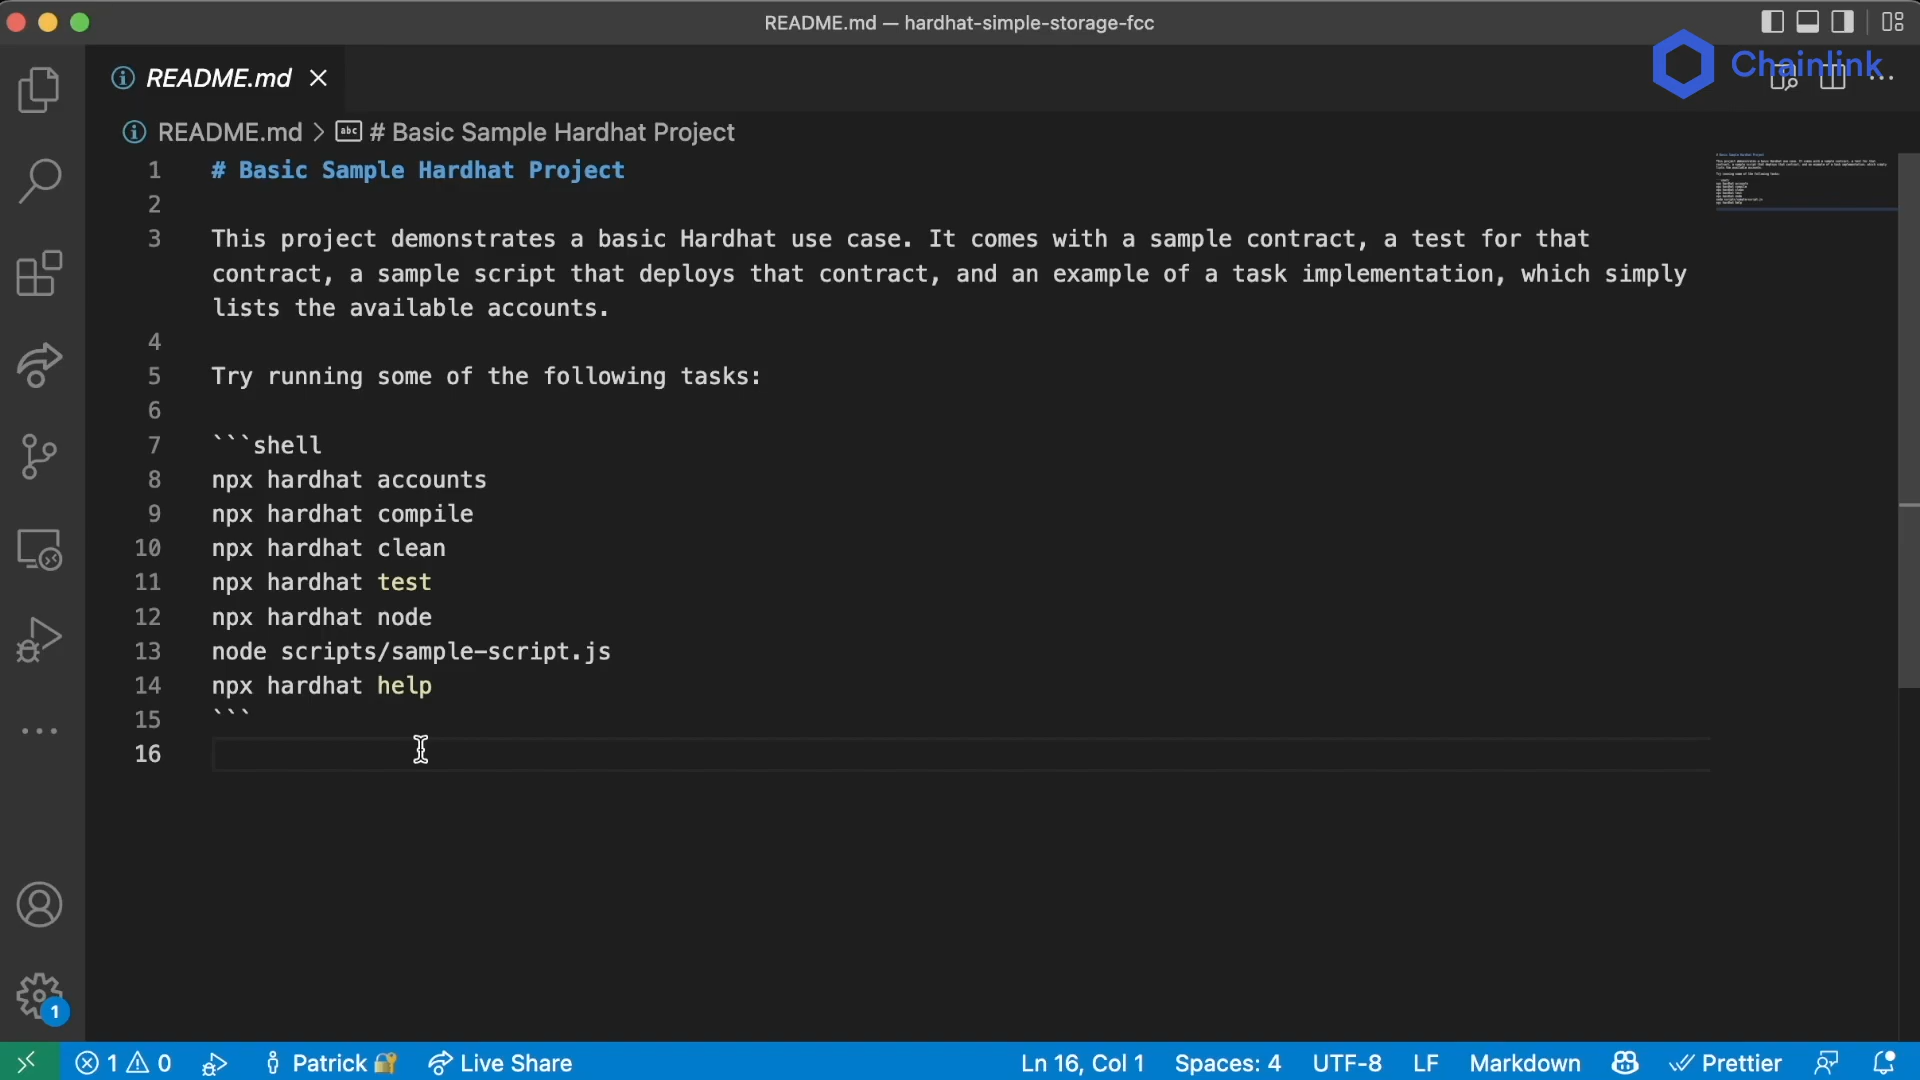 README.md — hardhat-simple-storage-fcc
README.md
Chainlink
README.md > # Basic Sample Hardhat Project
1 # Basic Sample Hardhat Project
2
3 This project demonstrates a basic Hardhat use case. It comes with a sample contract, a test for that
contract, a sample script that deploys that contract, and an example of a task implementation, which simply
lists the available accounts.
4
5 Try running some of the following tasks:
6
7 ```shell
8 npx hardhat accounts
9 npx hardhat compile
10 npx hardhat clean
11 npx hardhat test
12 npx hardhat node
13 node scripts/sample-script.js
14 npx hardhat help
15 ```
16
1
1 0 Patrick Live Share Ln 16, Col 1 Spaces: 4 UTF-8 LF Markdown Prettier